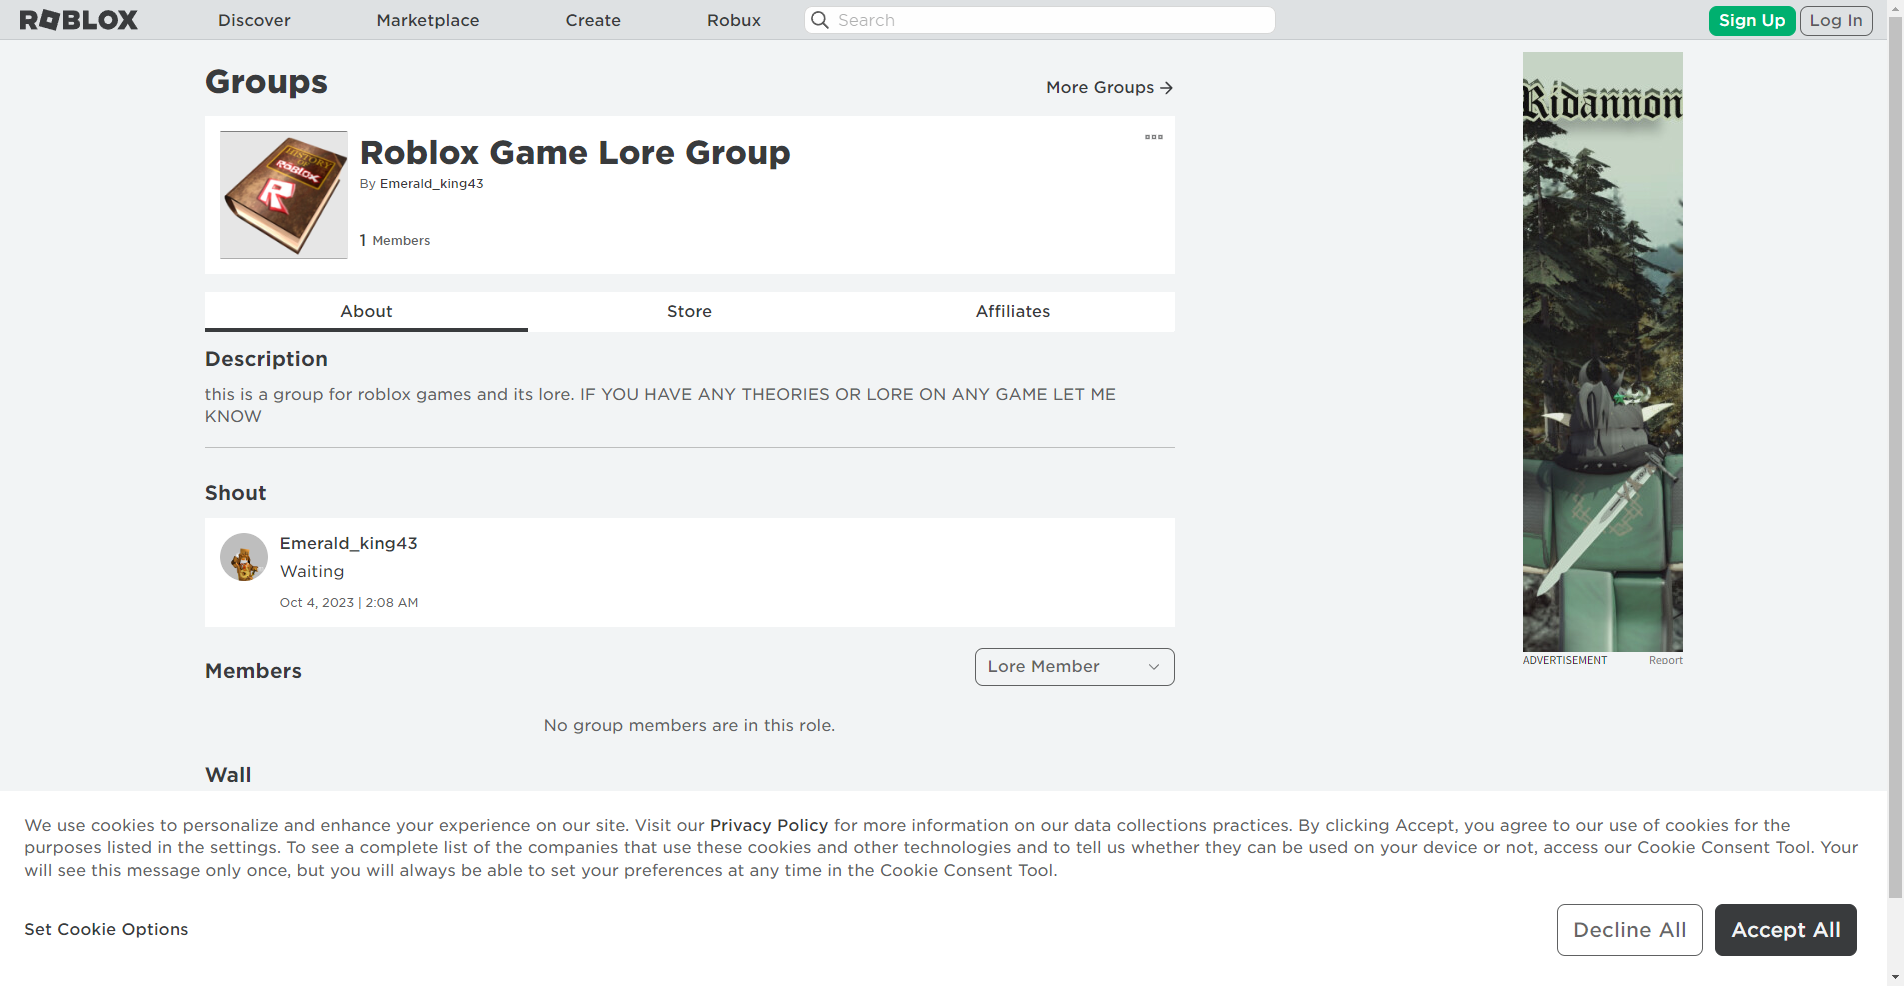 ROBLOX
Discover
Marketplace
Create
Robux
Search
Sign Up
Log In
Groups
More Groups
HISTORY OF
ROBLOX
R
Roblox Game Lore Group
By Emerald_king43
1 Members
About
Store
Affiliates
Description
this is a group for roblox games and its lore. IF YOU HAVE ANY THEORIES OR LORE ON ANY GAME LET ME
KNOW
Shout
Emerald_king43
Waiting
Oct 4, 2023 | 2:08 AM
Members
Lore Member
No group members are in this role.
Wall
Ridannon
ADVERTISEMENT
Report
We use cookies to personalize and enhance your experience on our site. Visit our Privacy Policy for more information on our data collections practices. By clicking Accept, you agree to our use of cookies for the
purposes listed in the settings. To see a complete list of the companies that use these cookies and other technologies and to tell us whether they can be used on your device or not, access our Cookie Consent Tool. Your
will see this message only once, but you will always be able to set your preferences at any time in the Cookie Consent Tool.
Set Cookie Options
Decline All
Accept All